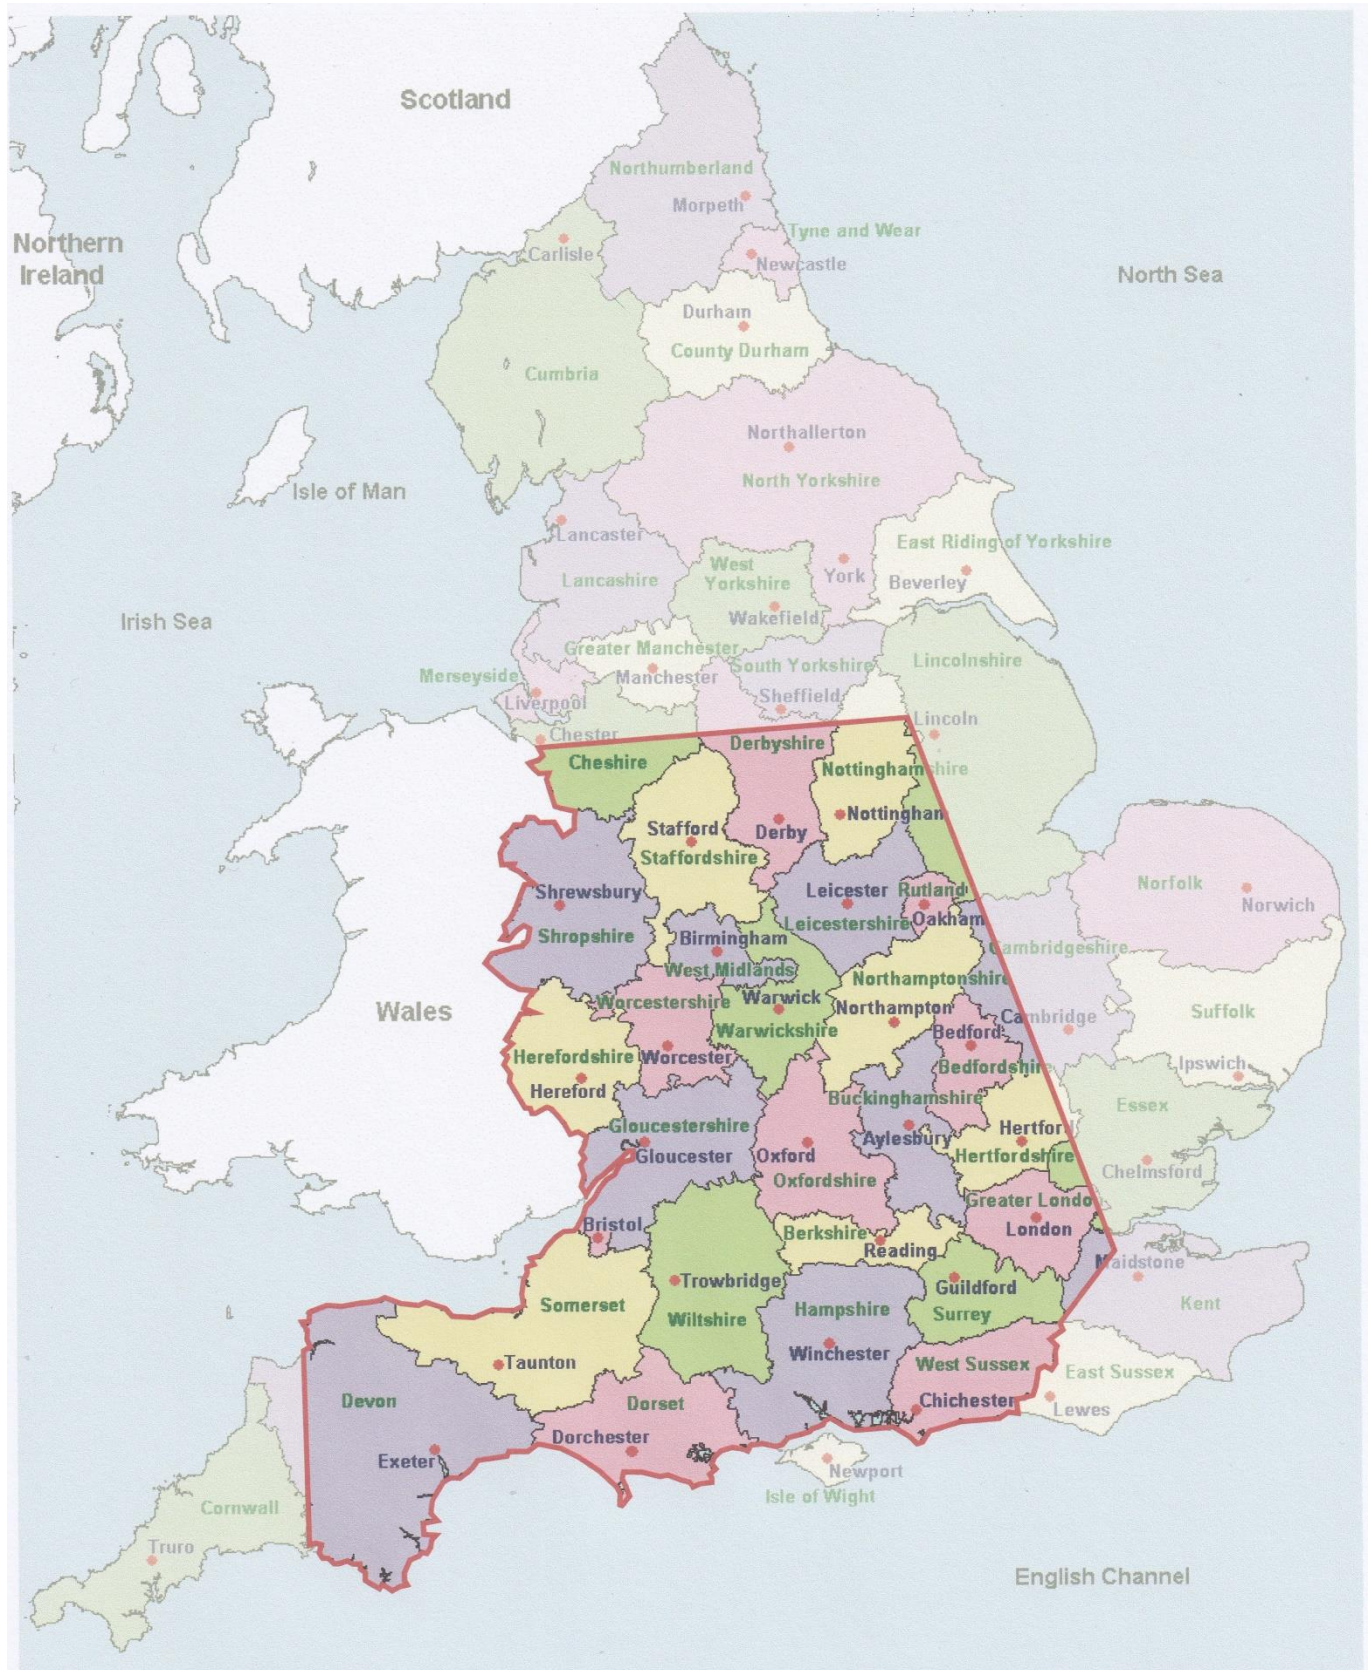 Scotland
Northumberland
Morpeth
Tyne and Wear
Carlisle
Newcastle
Northern
Ireland
North Sea
Durham
County Durham
Cumbria
Northallerton
North Yorkshire
Isle of Man
Lancaster
East Riding of Yorkshire
West
Yorkshire
Lancashire
York
Beverley
Irish Sea
Wakefield
Greater Manchester
South Yorkshire
Lincolnshire
Merseyside
Manchester
Liverpool
Sheffield
Lincoln
Chester
Derbyshire
Cheshire
Nottinghamshire
Nottingham
Stafford
Derby
Staffordshire
Norfolk
Norwich
Shrewsbury
Leicester
Rutland
Leicestershire
Oakham
Shropshire
Birmingham
Cambridgeshire
West Midlands
Northamptonshire
Worcestershire
Warwick
Northampton
Wales
Suffolk
Cambridge
Warwickshire
Bedford
Herefordshire
Worcester
Bedfordshire
Ipswich
Hereford
Buckinghamshire
Essex
Gloucestershire
Aylesbury
Hertfor
Gloucester
Oxford
Hertfordshire
Chelmsford
Oxfordshire
Greater Londo
London
Bristol
Berkshire
Reading
Maidstone
Trowbridge
Guildford
Somerset
Hampshire
Surrey
Kent
Wiltshire
Winchester
Taunton
West Sussex
East Sussex
Devon
Dorset
Chichester
Lewes
Dorchester
Exeter
Newport
Isle of Wight
Cornwall
Truro
English Channel